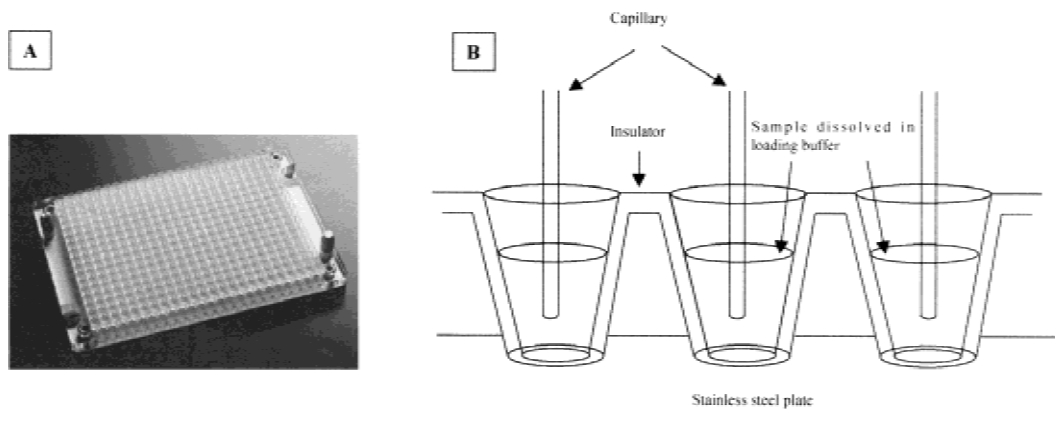 A
B
Capillary
Insulator
Sample dissolved in
loading buffer
Stainless steel plate